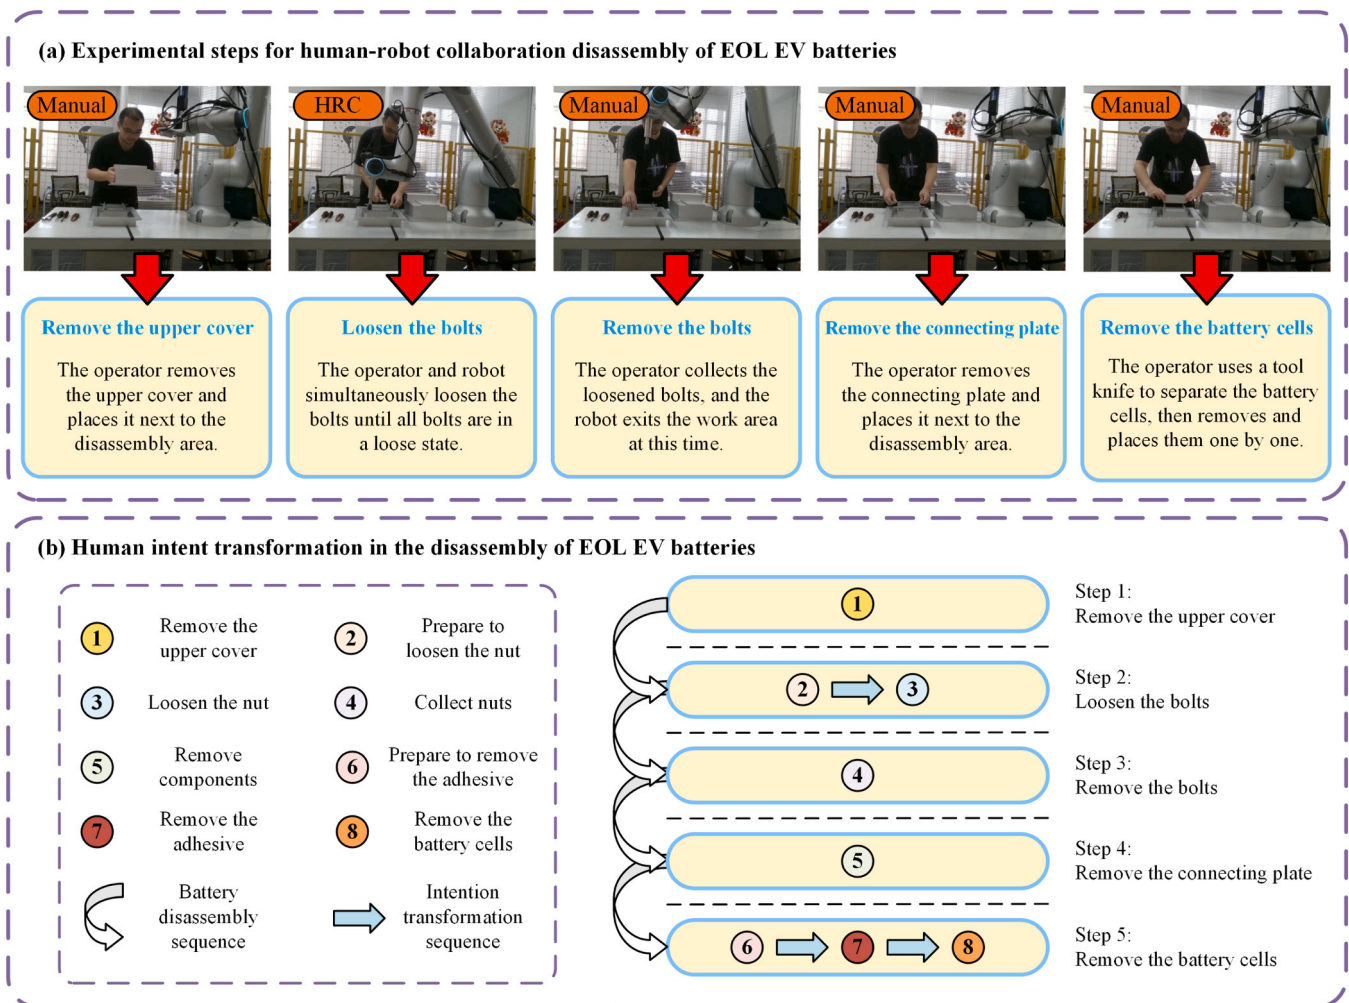 (a) Experimental steps for human-robot collaboration disassembly of EOL EV batteries
Manual
HRC
Manual
Manual
Manual
Remove the upper cover
The operator removes
the upper cover and
places it next to the
disassembly area.
Loosen the bolts
The operator and robot
simultaneously loosen the
bolts until all bolts are in
a loose state.
Remove the bolts
The operator collects the
loosened bolts, and the
robot exits the work area
at this time.
Remove the connecting plate
The operator removes
the connecting plate and
places it next to the
disassembly area.
Remove the battery cells
The operator uses a tool
knife to separate the battery
cells, then removes and
places them one by one.
(b) Human intent transformation in the disassembly of EOL EV batteries
1
Remove the
upper cover
2
Prepare to
loosen the nut
3
Loosen the nut
4
Collect nuts
5
Remove
components
6
Prepare to remove
the adhesive
7
Remove the
adhesive
8
Remove the
battery cells
Battery
disassembly
sequence
Intention
transformation
sequence
1
Step 1:
Remove the upper cover
2
3
Step 2:
Loosen the bolts
4
Step 3:
Remove the bolts
5
Step 4:
Remove the connecting plate
6
7
8
Step 5:
Remove the battery cells